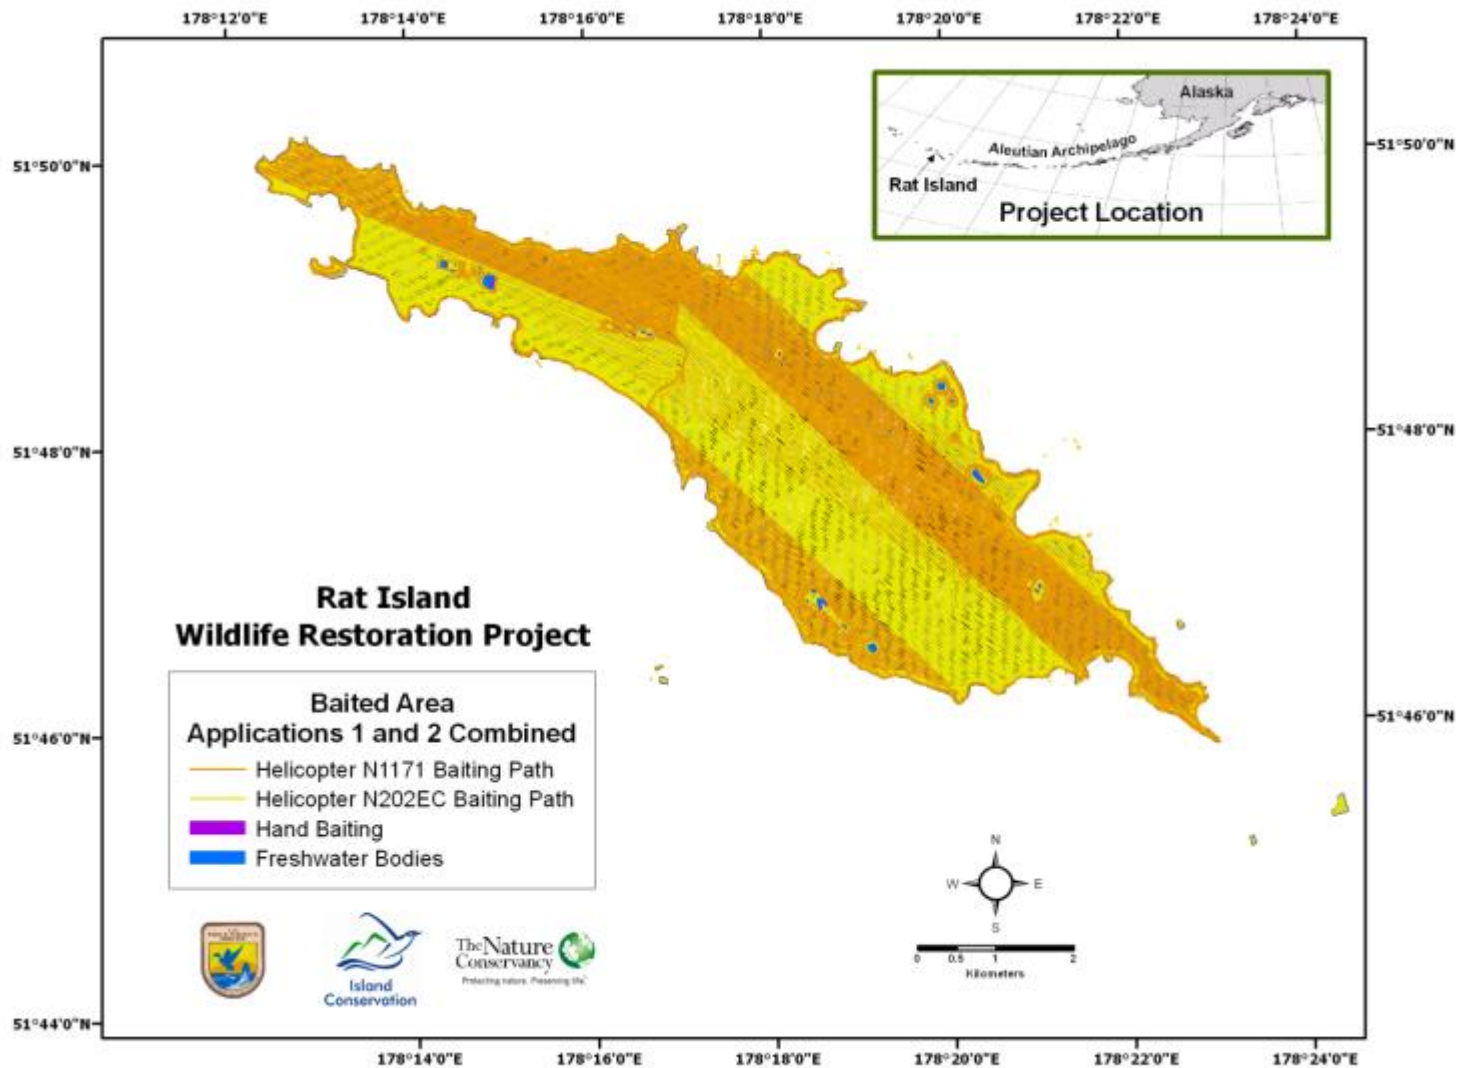 178°12'0"E 178°14'0"E 178°16'0"E 178°18'0"E 178°20'0"E 178°22'0"E 178°24'0"E
Alaska
Aleutian Archipelago
Rat Island
Project Location
51°50'0"N
51°50'0"N
51°48'0"N
51°48'0"N
51°46'0"N
51°46'0"N
51°44'0"N
Rat Island
Wildlife Restoration Project
Baited Area
Applications 1 and 2 Combined
Helicopter N1171 Baiting Path
Helicopter N202EC Baiting Path
Hand Baiting
Freshwater Bodies
N
W E
S
0 0.5 1 2
Kilometers
Island
Conservation
The Nature
Conservancy
Protecting nature. Preserving life.
178°14'0"E 178°16'0"E 178°18'0"E 178°20'0"E 178°22'0"E 178°24'0"E